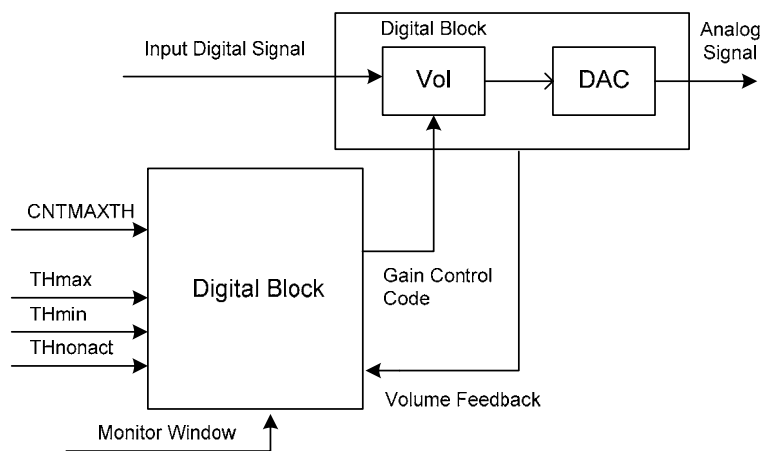 Input Digital Signal
Digital Block
Analog
Signal
Vol
DAC
CNTMAXTH
THmax
THmin
THnonact
Digital Block
Gain Control
Code
Volume Feedback
Monitor Window